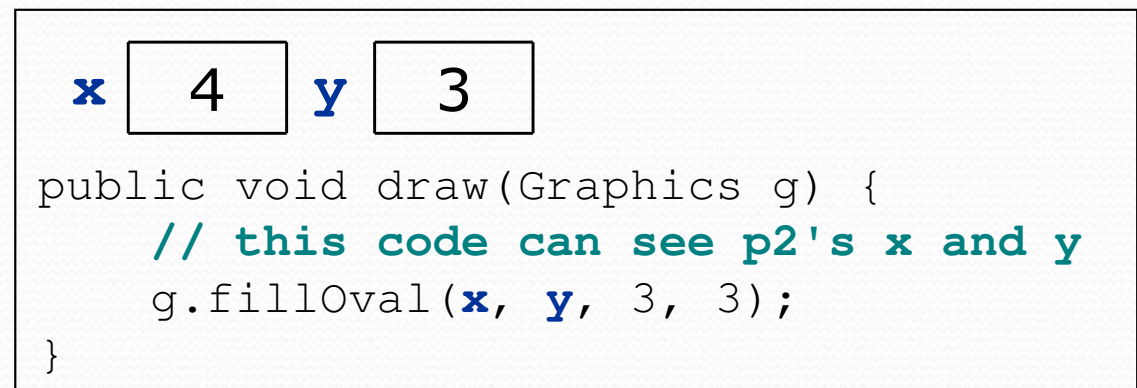 x 4 y 3
public void draw(Graphics g) {
    // this code can see p2's x and y
    g.fillOval(x, y, 3, 3);
}